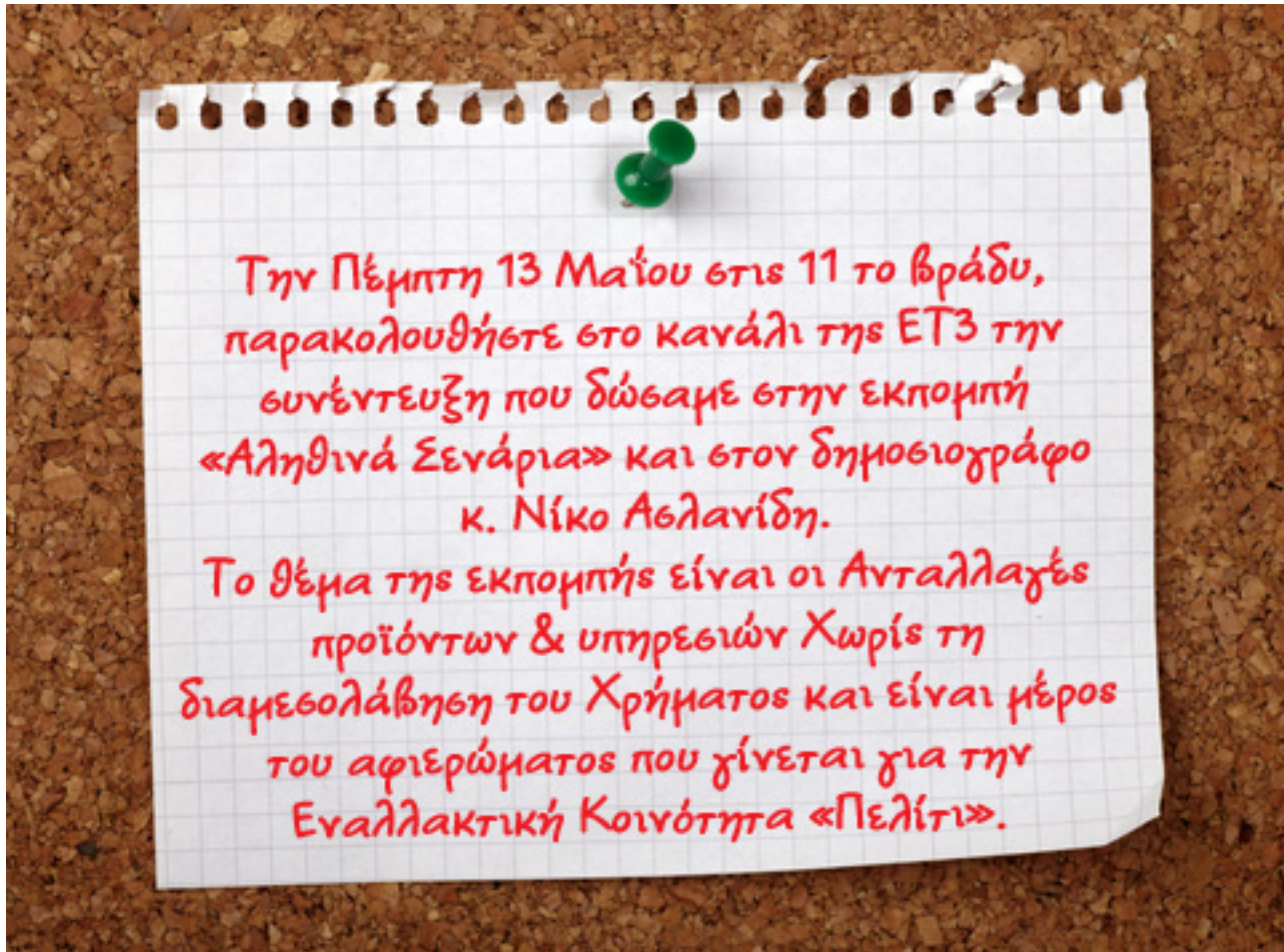 Την Πέμπτη 13 Μαΐου στις 11 το βράδυ,
παρακολουθήστε στο κανάλι της ΕΤ3 την
συνέντευξη που δώσαμε στην εκπομπή
«Αληθινά Σενάρια» και στον δημοσιογράφο
κ. Νίκο Ασλανίδη.
Το θέμα της εκπομπής είναι οι Ανταλλαγές
προϊόντων & υπηρεσιών Χωρίς τη
διαμεσολάβηση του Χρήματος και είναι μέρος
του αφιερώματος που γίνεται για την
Εναλλακτική Κοινότητα «Πελίτι».